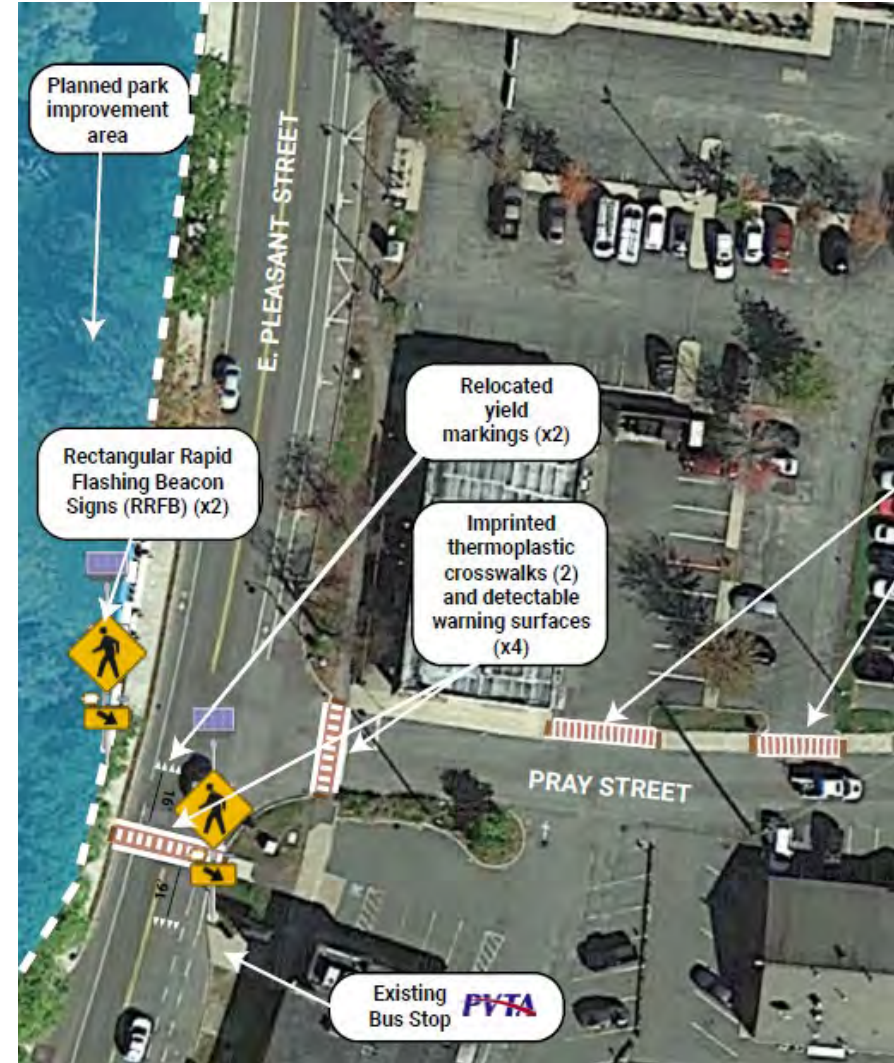 Planned park
improvement
area
E. PLEASANT STREET
Relocated
yield
markings (x2)
Rectangular Rapid
Flashing Beacon
Signs (RRFB) (x2)
Imprinted
thermoplastic
crosswalks (2)
and detectable
warning surfaces
(x4)
PRAY STREET
16'
16'
Existing
Bus Stop PVTA